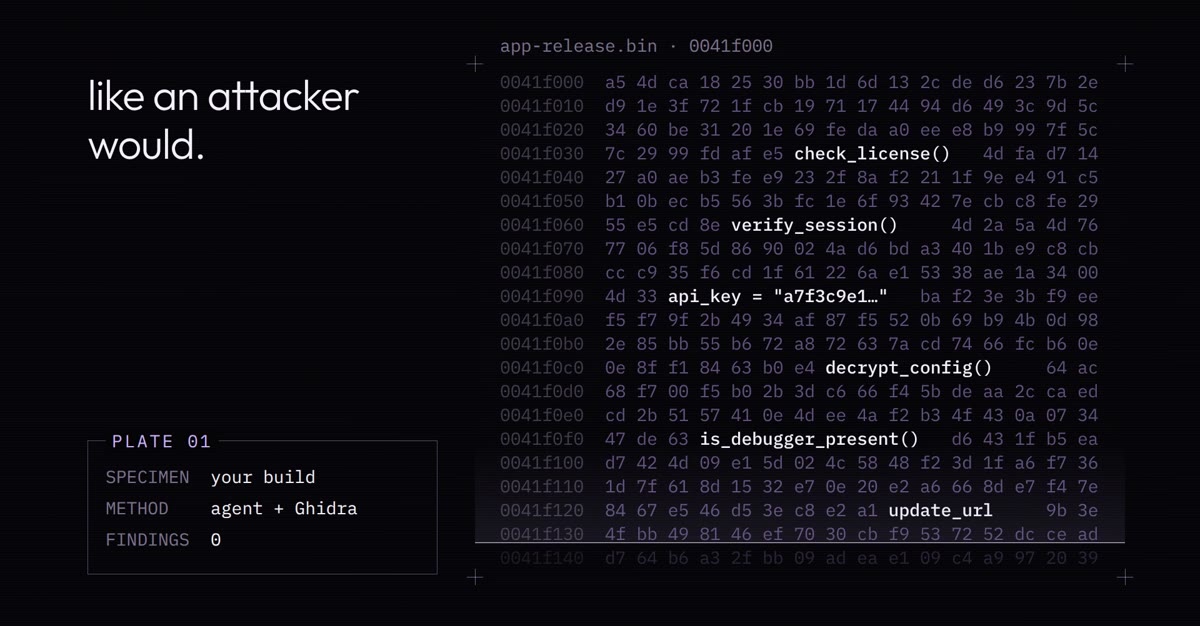 like an attacker
would.
PLATE 01
SPECIMEN your build
METHOD agent + Ghidra
FINDINGS 0
app-release.bin · 0041f000
0041f000 a5 4d ca 18 25 30 bb 1d 6d 13 2c de d6 23 7b 2e
0041f010 d9 1e 3f 72 1f cb 19 71 17 44 94 d6 49 3c 9d 5c
0041f020 34 60 be 31 20 1e 69 fe da a0 ee e8 b9 99 7f 5c
0041f030 7c 29 99 fd af e5 check_license() 4d fa d7 14
0041f040 27 a0 ae b3 fe e9 23 2f 8a f2 21 1f 9e e4 91 c5
0041f050 b1 0b ec b5 56 3b fc 1e 6f 93 42 7e cb c8 fe 29
0041f060 55 e5 cd 8e verify_session() 4d 2a 5a 4d 76
0041f070 77 06 f8 5d 86 90 02 4a d6 bd a3 40 1b e9 c8 cb
0041f080 cc c9 35 f6 cd 1f 61 22 6a e1 53 38 ae 1a 34 00
0041f090 4d 33 api_key = "a7f3c9e1…" ba f2 3e 3b f9 ee
0041f0a0 f5 f7 9f 2b 49 34 af 87 f5 52 0b 69 b9 4b 0d 98
0041f0b0 2e 85 bb 55 b6 72 a8 72 63 7a cd 74 66 fc b6 0e
0041f0c0 0e 8f f1 84 63 b0 e4 decrypt_config() 64 ac
0041f0d0 68 f7 00 f5 b0 2b 3d c6 66 f4 5b de aa 2c ca ed
0041f0e0 cd 2b 51 57 41 0e 4d ee 4a f2 b3 4f 43 0a 07 34
0041f0f0 47 de 63 is_debugger_present() d6 43 1f b5 ea
0041f100 d7 42 4d 09 e1 5d 02 4c 58 48 f2 3d 1f a6 f7 36
0041f110 1d 7f 61 8d 15 32 e7 0e 20 e2 a6 66 8d e7 f4 7e
0041f120 84 67 e5 46 d5 3e c8 e2 a1 update_url 9b 3e
0041f130 4f bb 49 81 46 ef 70 30 cb f9 53 72 52 dc ce ad
0041f140 d7 64 b6 a3 2f bb 09 ad ea e1 09 c4 a9 97 20 39